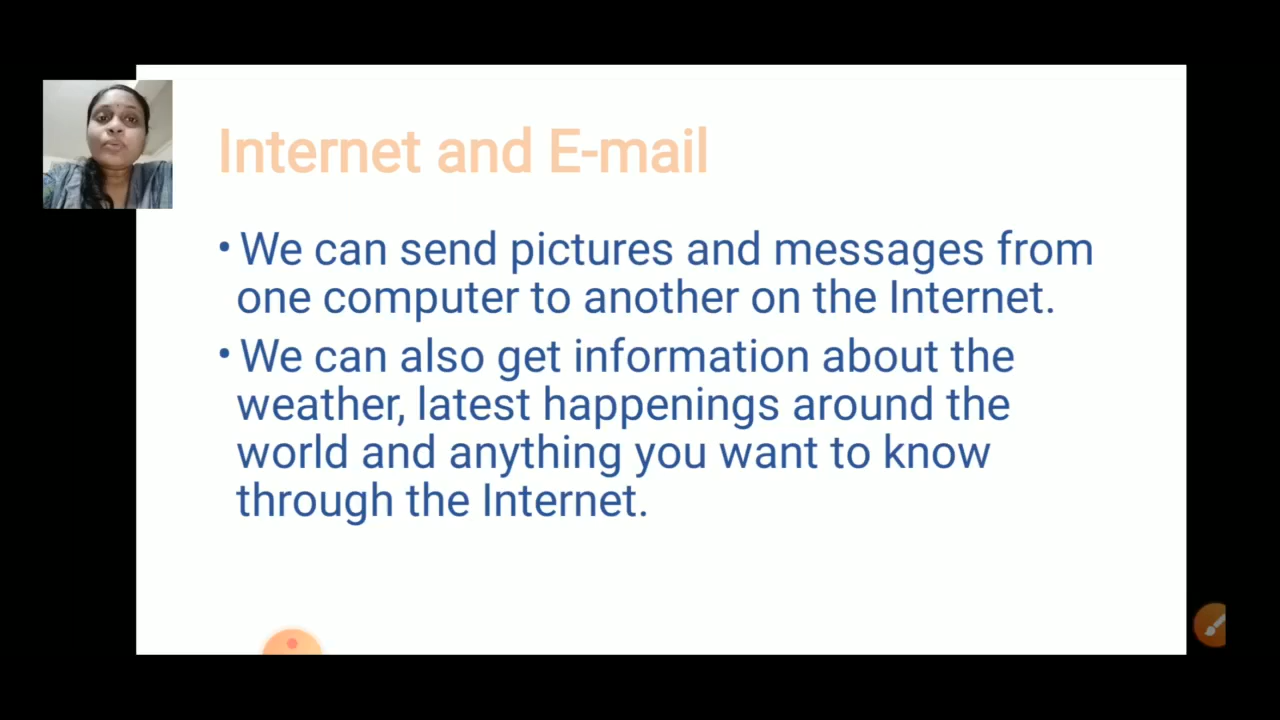 Internet and E-mail
• We can send pictures and messages from
one computer to another on the Internet.
• We can also get information about the
weather, latest happenings around the
world and anything you want to know
through the Internet.